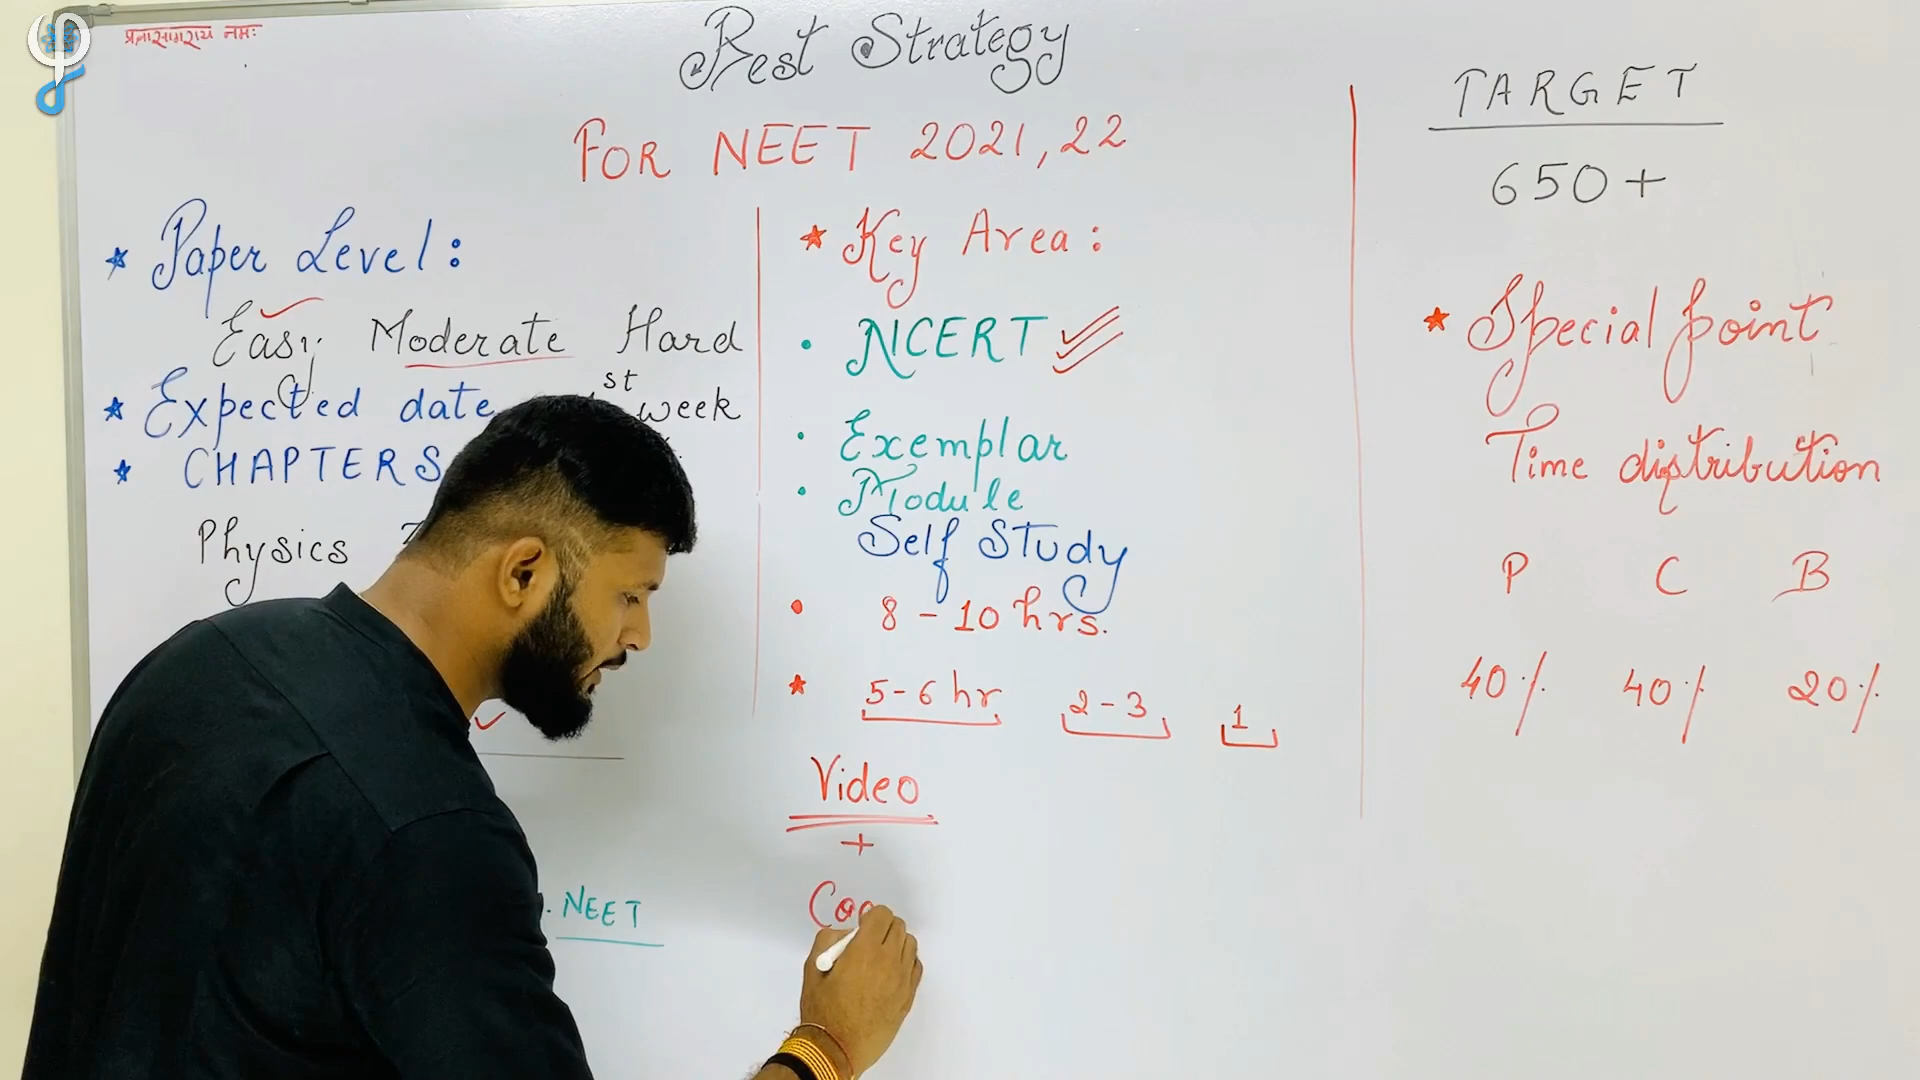 प्रज्ञासागराय नमः
Best Strategy
FOR NEET 2021, 22
★ Paper Level:
Easy Moderate Hard
★ Expected date st week
★ CHAPTERS
Physics
. NEET
★ Key Area:
• NCERT
• Exemplar
• Module
Self Study
• 8 - 10 hrs.
★ 5-6 hr 2-3 1
Video
+
TARGET
650+
★ Special point
Time distribution
P C B
40% 40% 20%